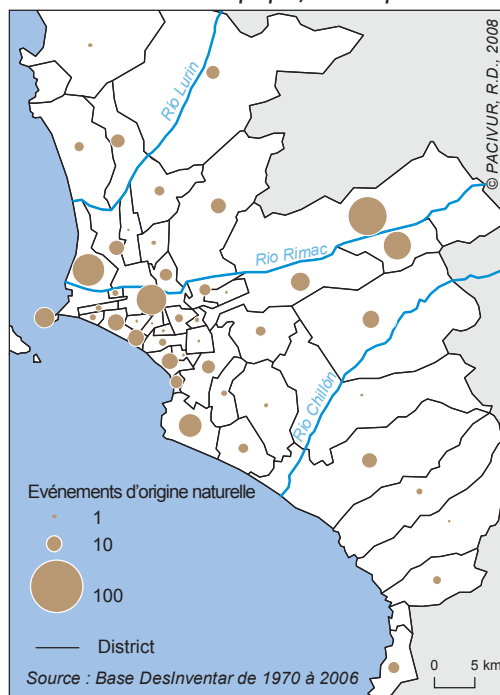 © PACIVUR, R.D., 2008
Río Lurin
Rio Rimac
Rio Chillón
Evénements d'origine naturelle
1
10
100
District
0 5 km
Source : Base DesInventar de 1970 à 2006